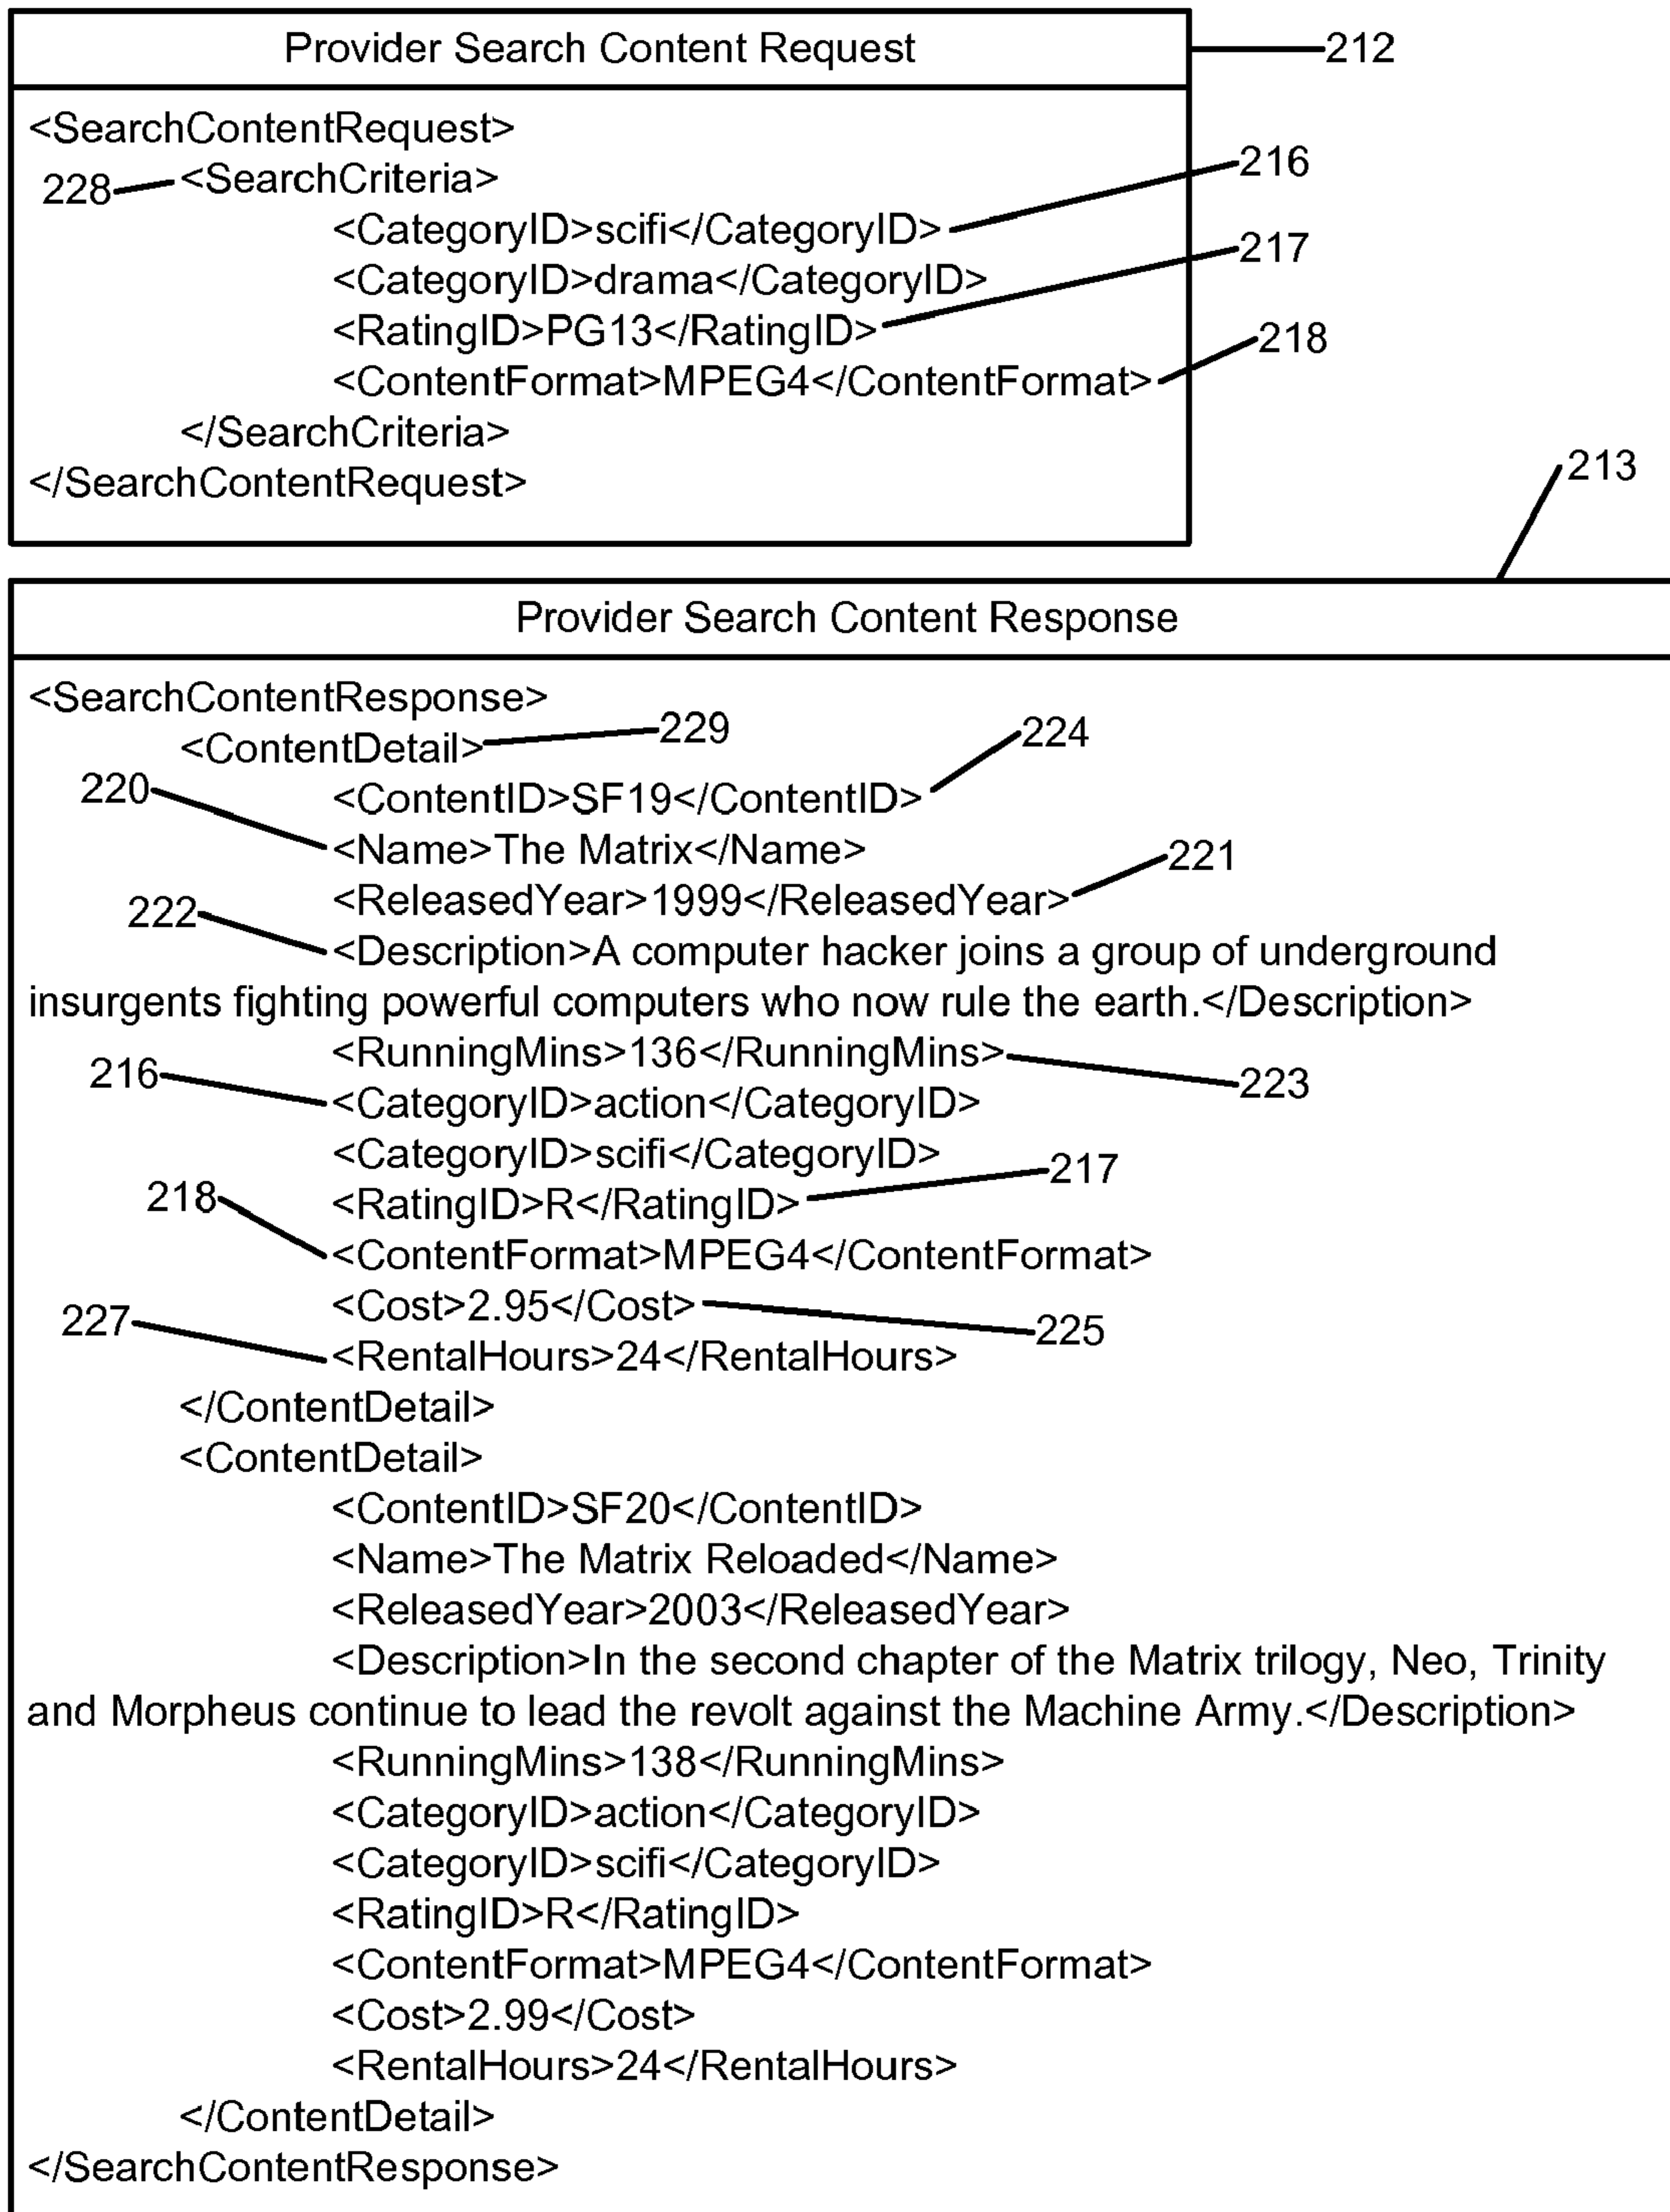 Provider Search Content Request
212
<SearchContentRequest>
216
228 <SearchCriteria>
<CategoryID>scifi</CategoryID>
217
<CategoryID>drama</CategoryID>
<RatingID>PG13</RatingID>
218
<ContentFormat>MPEG4</ContentFormat>
</SearchCriteria>
213
</SearchContentRequest>
Provider Search Content Response
<SearchContentResponse>
229
224
<ContentDetail>
220
<ContentID>SF19</ContentID>
<Name>The Matrix</Name>
221
<ReleasedYear>1999</ReleasedYear>
222
<Description>A computer hacker joins a group of underground
insurgents fighting powerful computers who now rule the earth.</Description>
<RunningMins>136</RunningMins>
216
223
<CategoryID>action</CategoryID>
<CategoryID>scifi</CategoryID>
217
218
<RatingID>R</RatingID>
<ContentFormat>MPEG4</ContentFormat>
<Cost>2.95</Cost>
227
225
<RentalHours>24</RentalHours>
</ContentDetail>
<ContentDetail>
<ContentID>SF20</ContentID>
<Name>The Matrix Reloaded</Name>
<ReleasedYear>2003</ReleasedYear>
<Description>In the second chapter of the Matrix trilogy, Neo, Trinity
and Morpheus continue to lead the revolt against the Machine Army.</Description>
<RunningMins>138</RunningMins>
<CategoryID>action</CategoryID>
<CategoryID>scifi</CategoryID>
<RatingID>R</RatingID>
<ContentFormat>MPEG4</ContentFormat>
<Cost>2.99</Cost>
<RentalHours>24</RentalHours>
</ContentDetail>
</SearchContentResponse>